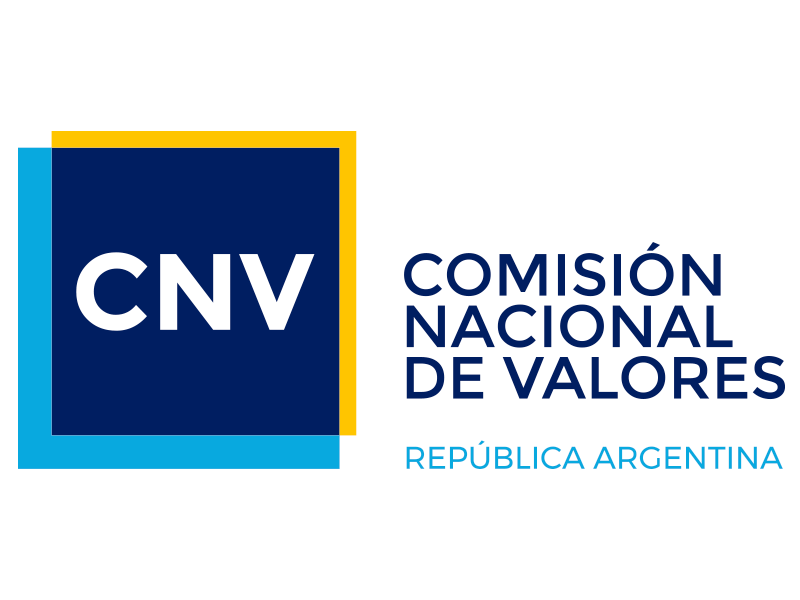 CNV
COMISIÓN
NACIONAL
DE VALORES
REPÚBLICA ARGENTINA